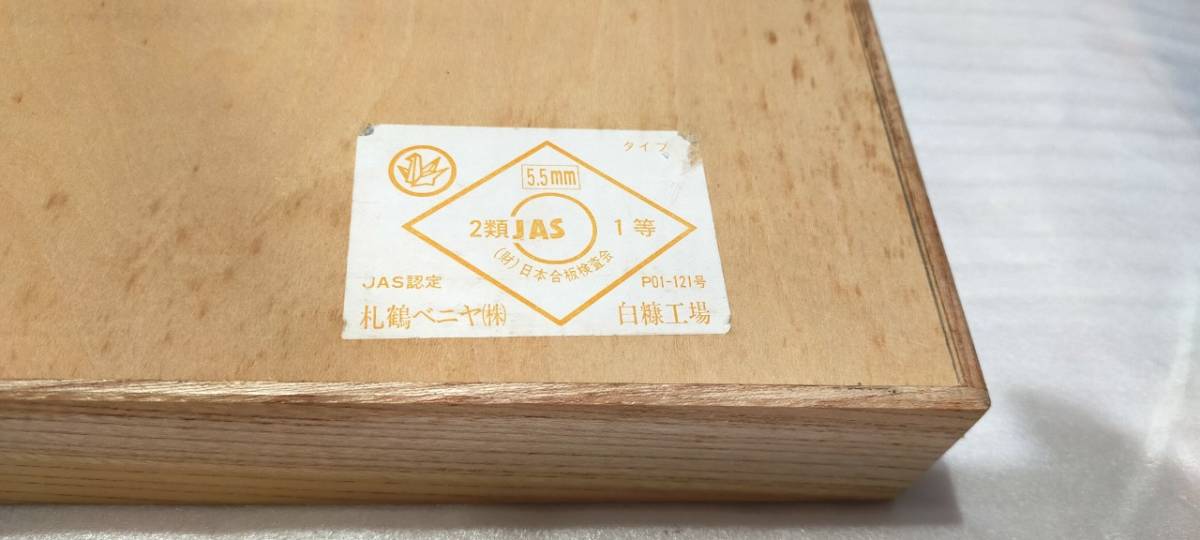 タイプ
5.5mm
2類 JAS 1等
(財)日本合板検査会
JAS認定 P01-121号
札鶴ベニヤ(株) 白糠工場